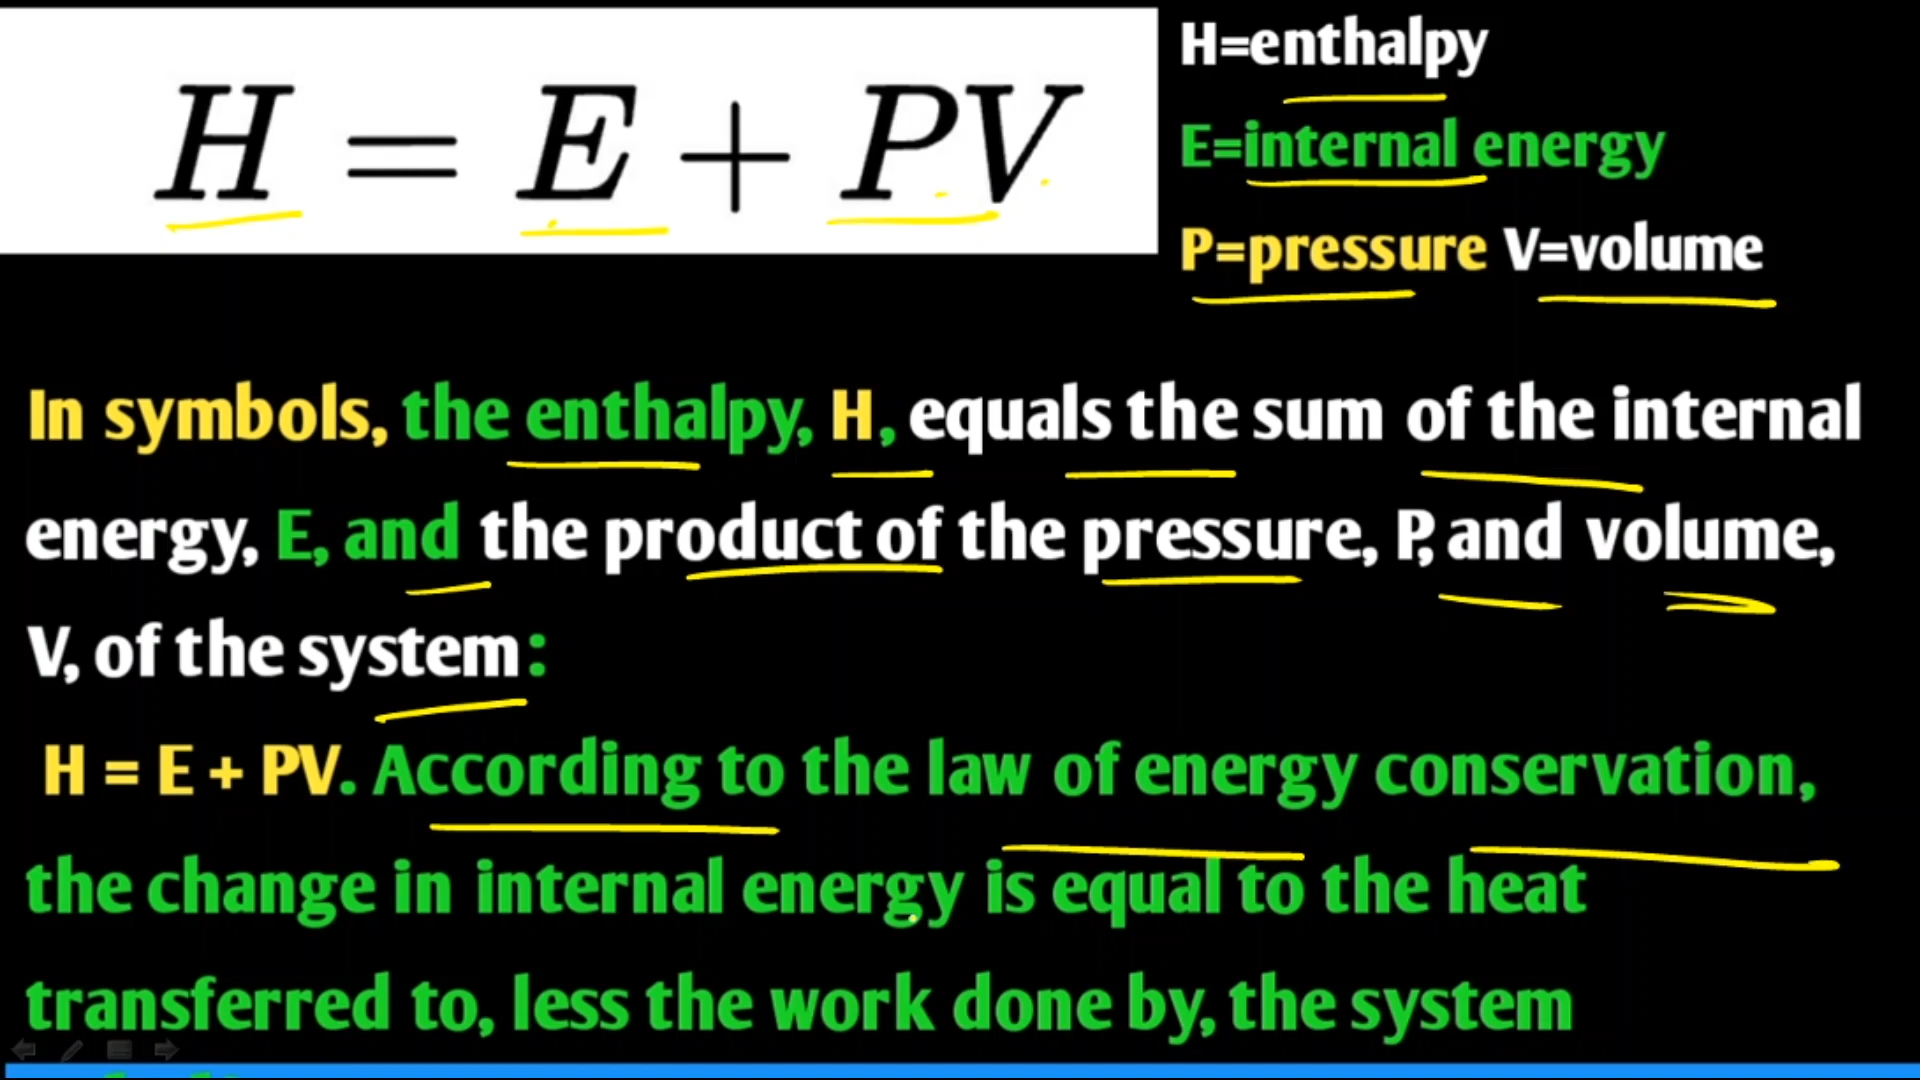 H = E + PV
H=enthalpy
E=internal energy
P=pressure V=volume
In symbols, the enthalpy, H, equals the sum of the internal
energy, E, and the product of the pressure, P, and volume,
V, of the system:
H = E + PV. According to the law of energy conservation,
the change in internal energy is equal to the heat
transferred to, less the work done by, the system